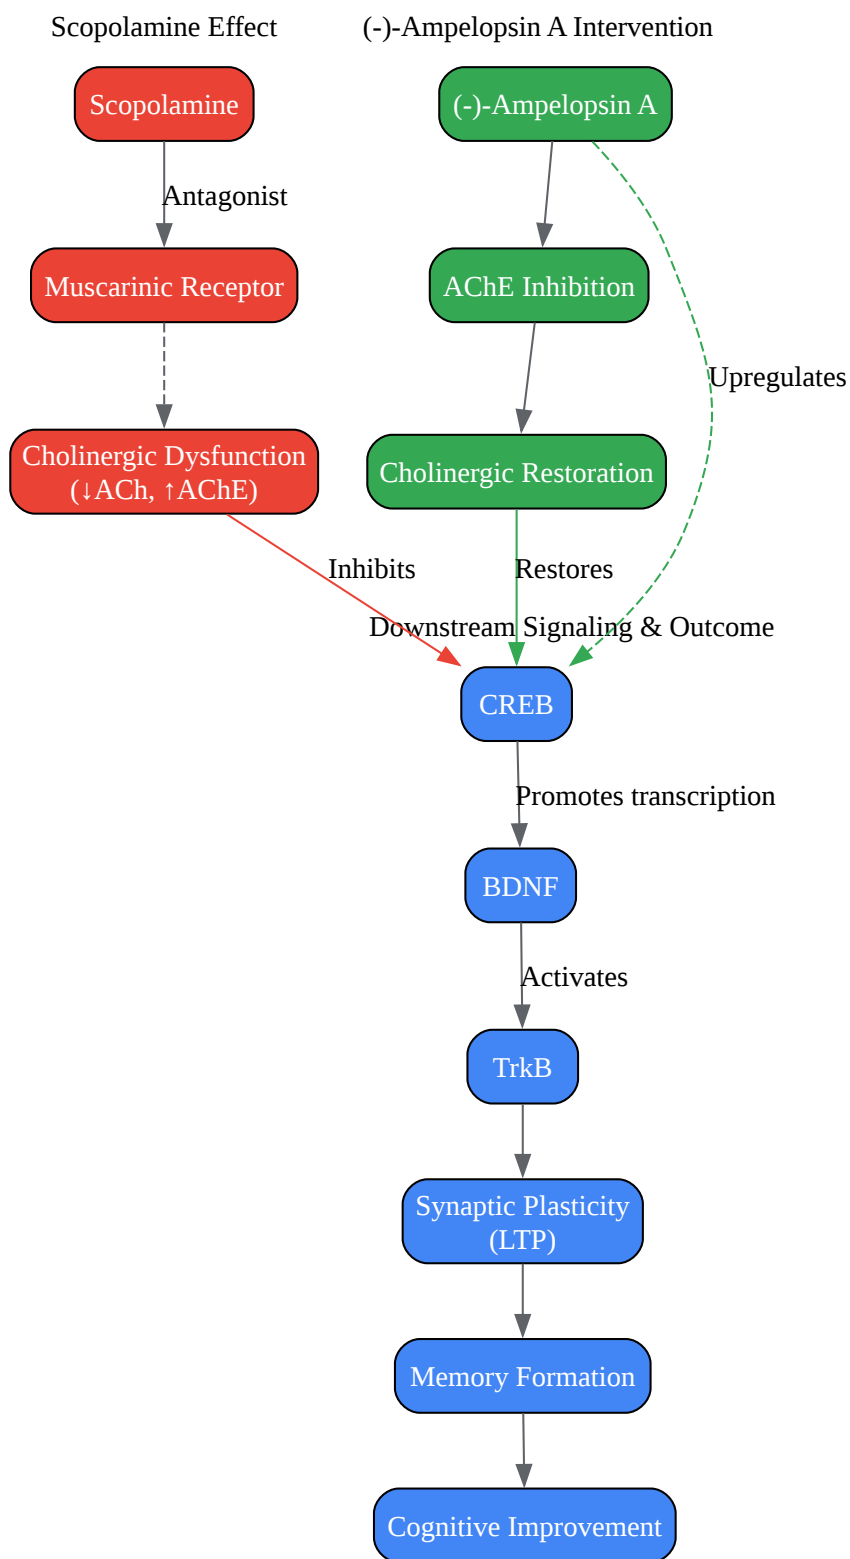 Scopolamine Effect
(-)-Ampelopsin A Intervention
Scopolamine
(-)-Ampelopsin A
Antagonist
Muscarinic Receptor
AChE Inhibition
Upregulates
Cholinergic Dysfunction
(↓ACh, ↑AChE)
Cholinergic Restoration
Inhibits
Restores
Downstream Signaling & Outcome
CREB
Promotes transcription
BDNF
Activates
TrkB
Synaptic Plasticity
(LTP)
Memory Formation
Cognitive Improvement